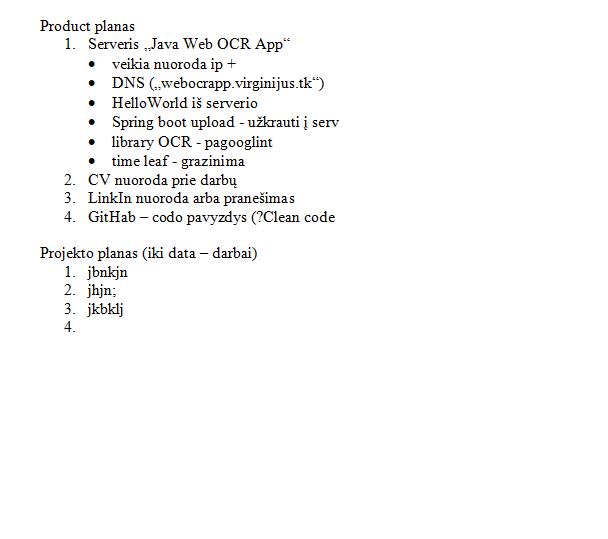 Product planas
1. Serveris „Java Web OCR App“
• veikia nuoroda ip +
• DNS („webocrapp.virginijus.tk“)
• HelloWorld iš serverio
• Spring boot upload - užkrauti į serv
• library OCR - pagooglint
• time leaf - grazinima
2. CV nuoroda prie darbų
3. LinkIn nuoroda arba pranešimas
4. GitHab – codo pavyzdys (?Clean code
Projekto planas (iki data – darbai)
1. jbnkjn
2. jhjn;
3. jkbklj
4.